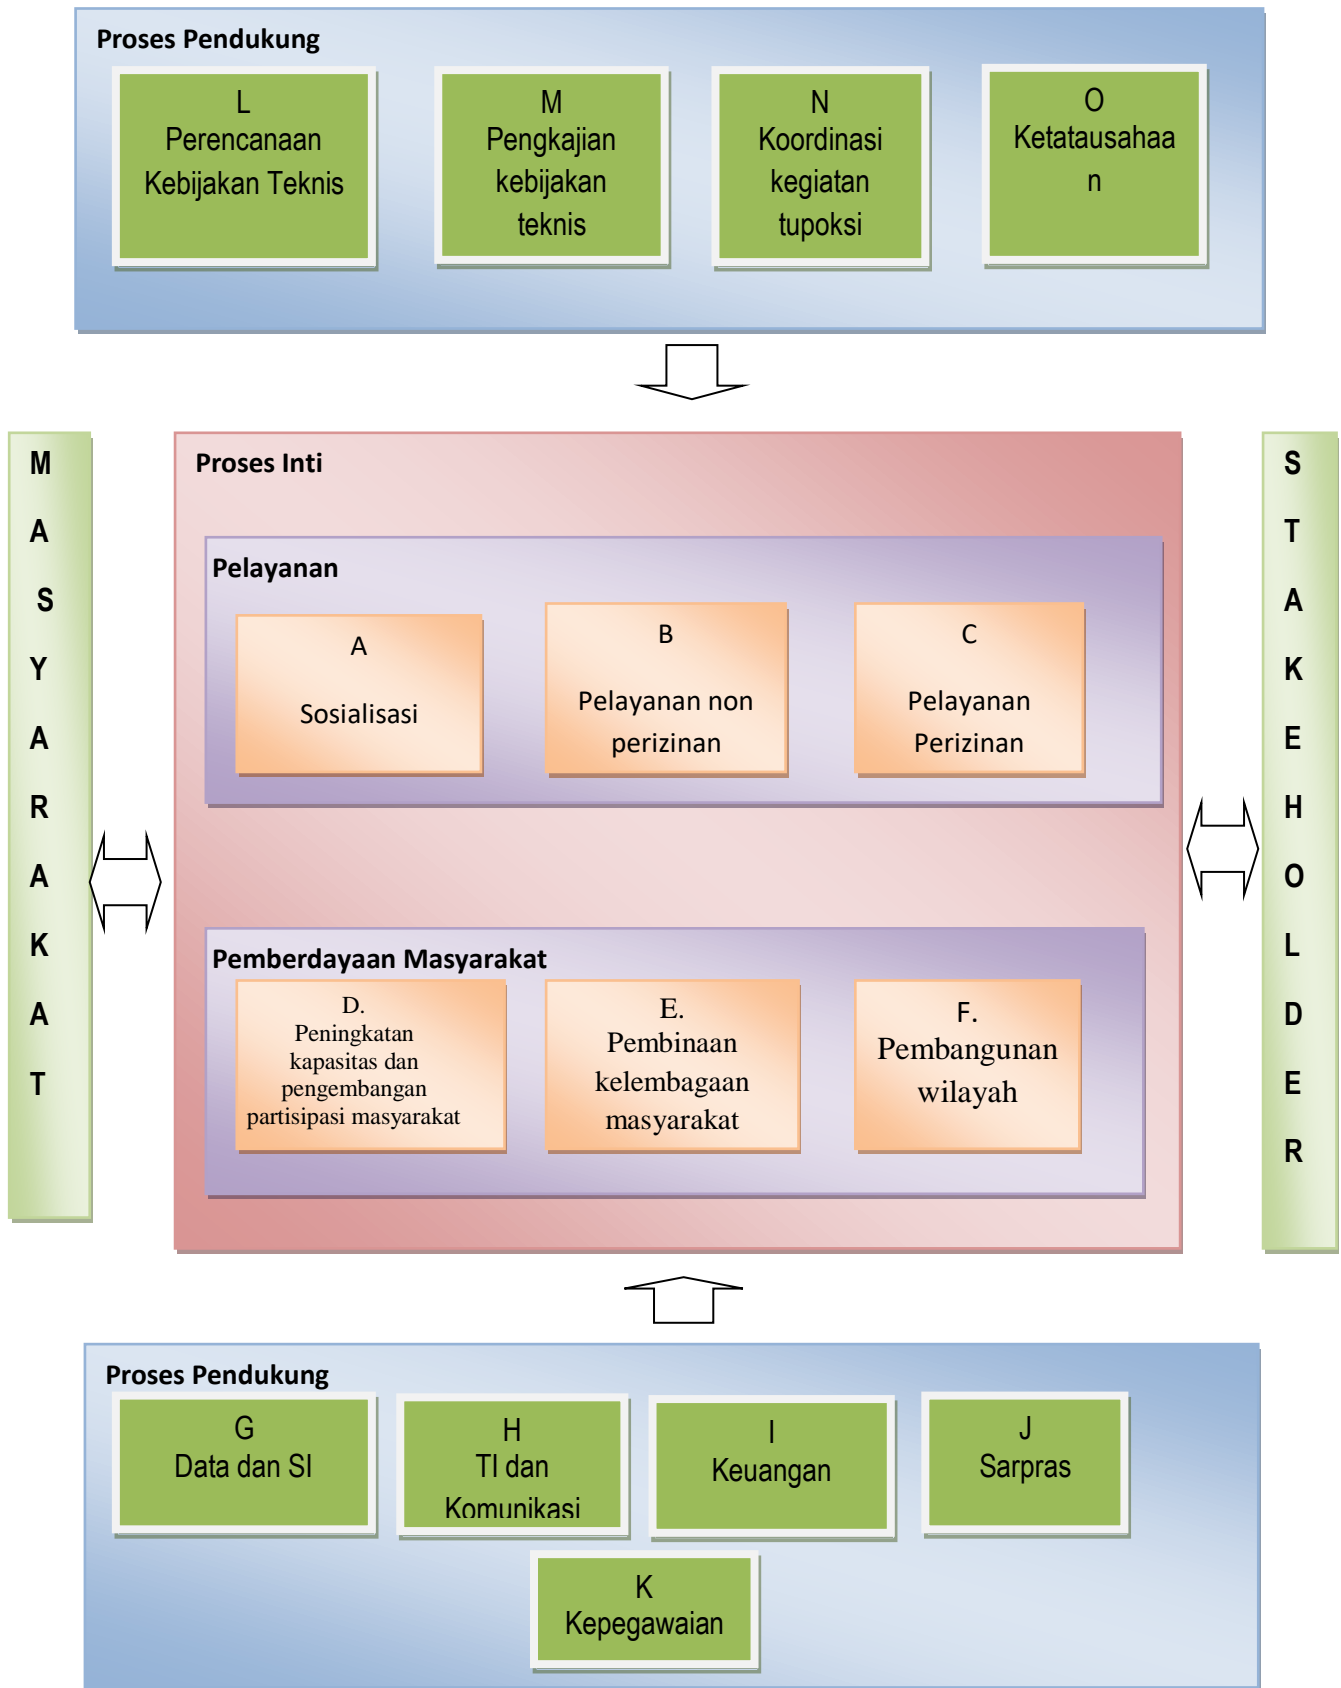 Proses Pendukung
L
Perencanaan
Kebijakan Teknis
M
Pengkajian
kebijakan
teknis
N
Koordinasi
kegiatan
tupoksi
O
Ketatausahaa
n
M
A
S
Y
A
R
A
K
A
T
Proses Inti
Pelayanan
A
Sosialisasi
B
Pelayanan non
perizinan
C
Pelayanan
Perizinan
Pemberdayaan Masyarakat
D.
Peningkatan
kapasitas dan
pengembangan
partisipasi masyarakat
E.
Pembinaan
kelembagaan
masyarakat
F.
Pembangunan
wilayah
S
T
A
K
E
H
O
L
D
E
R
Proses Pendukung
G
Data dan SI
H
TI dan
Komunikasi
I
Keuangan
J
Sarpras
K
Kepegawaian